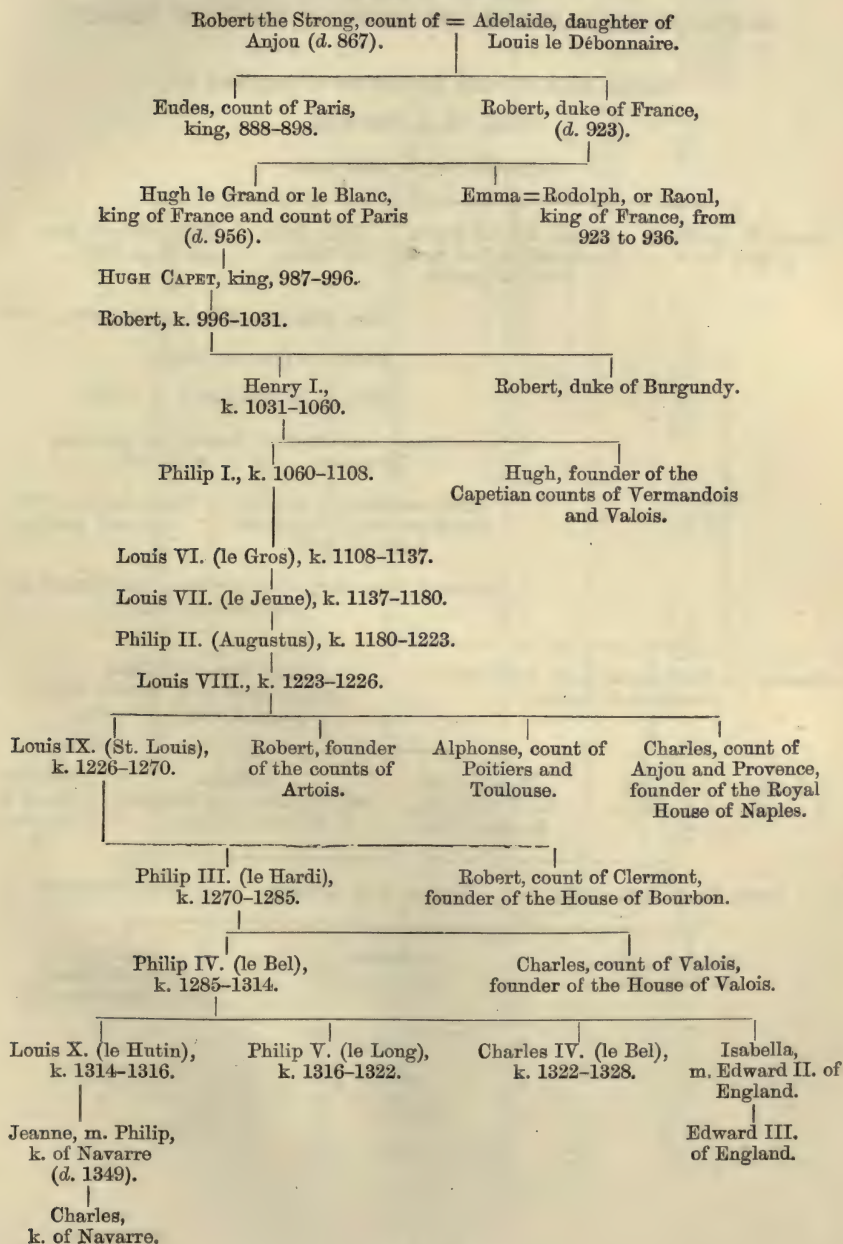 Robert the Strong, count of = Adelaide, daughter of
Anjou (d. 867). Louis le Débonnaire.
Eudes, count of Paris, Robert, duke of France,
king, 888–898. (d. 923).
Hugh le Grand or le Blanc, Emma=Rodolph, or Raoul,
king of France and count of Paris king of France, from
(d. 956). 923 to 936.
HUGH CAPET, king, 987–996.
Robert, k. 996–1031.
Henry I., Robert, duke of Burgundy.
k. 1031–1060.
Philip I., k. 1060–1108. Hugh, founder of the
Capetian counts of Vermandois
and Valois.
Louis VI. (le Gros), k. 1108–1137.
Louis VII. (le Jeune), k. 1137–1180.
Philip II. (Augustus), k. 1180–1223.
Louis VIII., k. 1223–1226.
Louis IX. (St. Louis), Robert, founder Alphonse, count of Charles, count of
k. 1226–1270. of the counts of Poitiers and Anjou and Provence,
Artois. Toulouse. founder of the Royal
House of Naples.
Philip III. (le Hardi), Robert, count of Clermont,
k. 1270–1285. founder of the House of Bourbon.
Philip IV. (le Bel), Charles, count of Valois,
k. 1285–1314. founder of the House of Valois.
Louis X. (le Hutin), Philip V. (le Long), Charles IV. (le Bel), Isabella,
k. 1314–1316. k. 1316–1322. k. 1322–1328. m. Edward II. of
England.
Jeanne, m. Philip, Edward III.
k. of Navarre of England.
(d. 1349).
Charles,
k. of Navarre.